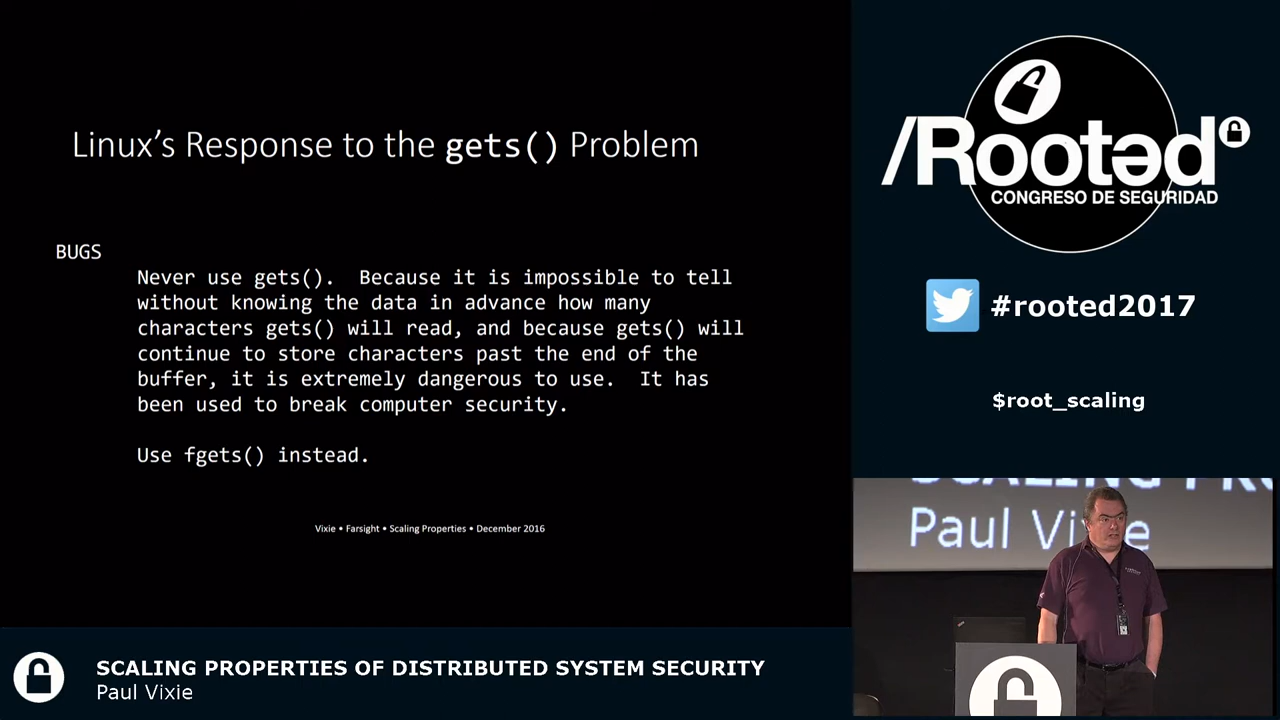 Linux’s Response to the gets() Problem
BUGS
Never use gets().  Because it is impossible to tell
without knowing the data in advance how many
characters gets() will read, and because gets() will
continue to store characters past the end of the
buffer, it is extremely dangerous to use.  It has
been used to break computer security.
Use fgets() instead.
Vixie • Farsight • Scaling Properties • December 2016
/Rootəd
CONGRESO DE SEGURIDAD
#rooted2017
$root_scaling
Paul Vixie
SCALING PROPERTIES OF DISTRIBUTED SYSTEM SECURITY
Paul Vixie